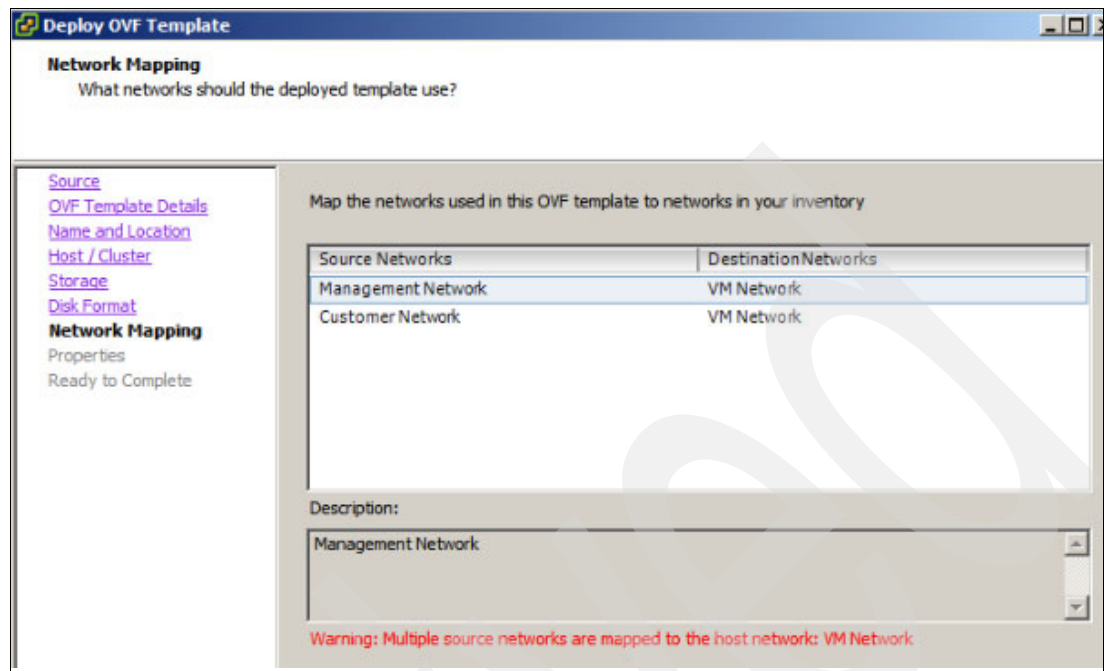 Deploy OVF Template
Network Mapping
What networks should the deployed template use?
Source
OVF Template Details
Name and Location
Host / Cluster
Storage
Disk Format
Network Mapping
Properties
Ready to Complete
Map the networks used in this OVF template to networks in your inventory
Source Networks Destination Networks
Management Network VM Network
Customer Network VM Network
Description:
Management Network
Warning: Multiple source networks are mapped to the host network: VM Network